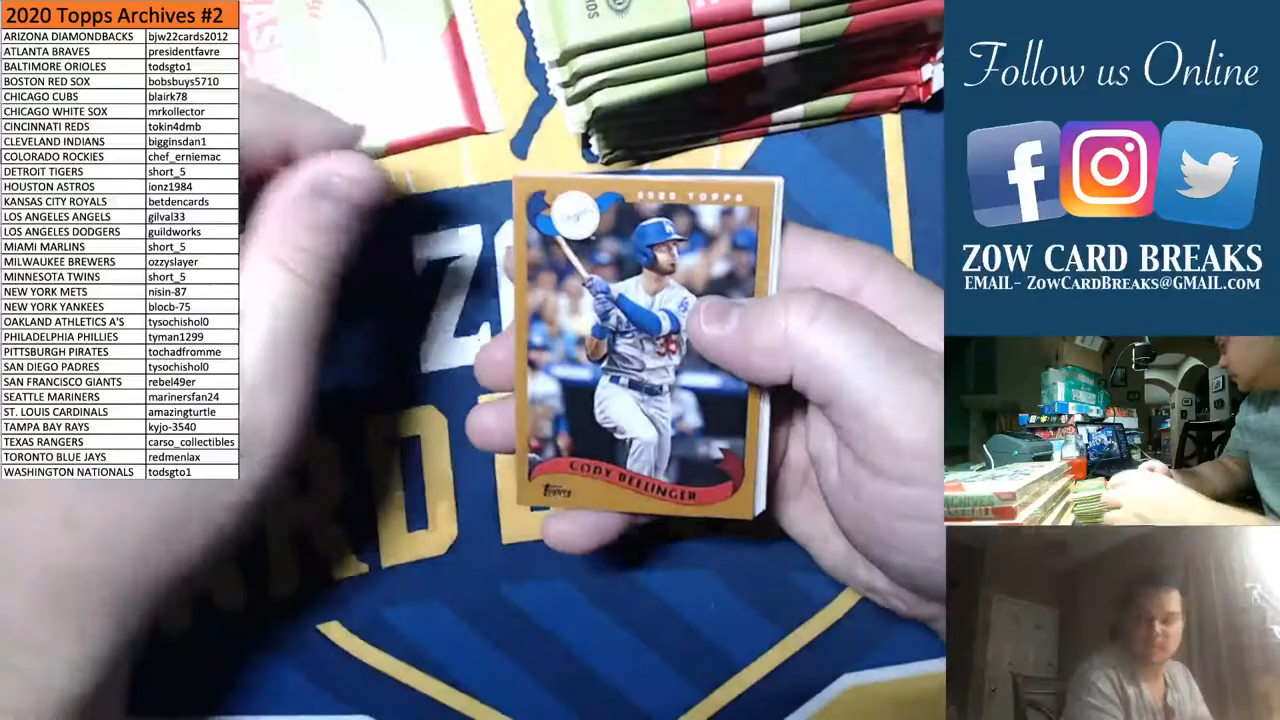 2020 Topps Archives #2
ARIZONA DIAMONDBACKS bjw22cards2012
ATLANTA BRAVES presidentfavre
BALTIMORE ORIOLES todsgto1
BOSTON RED SOX bobsbuys5710
CHICAGO CUBS blairk78
CHICAGO WHITE SOX mrkollector
CINCINNATI REDS tokin4dmb
CLEVELAND INDIANS bigginsdan1
COLORADO ROCKIES chef_erniemac
DETROIT TIGERS short_5
HOUSTON ASTROS ionz1984
KANSAS CITY ROYALS betdencards
LOS ANGELES ANGELS gilval33
LOS ANGELES DODGERS guildworks
MIAMI MARLINS short_5
MILWAUKEE BREWERS ozzyslayer
MINNESOTA TWINS short_5
NEW YORK METS nisin-87
NEW YORK YANKEES blocb-75
OAKLAND ATHLETICS A'S tysochishol0
PHILADELPHIA PHILLIES tyman1299
PITTSBURGH PIRATES tochadfromme
SAN DIEGO PADRES tysochishol0
SAN FRANCISCO GIANTS rebel49er
SEATTLE MARINERS marinersfan24
ST. LOUIS CARDINALS amazingturtle
TAMPA BAY RAYS kyjo-3540
TEXAS RANGERS carso_collectibles
TORONTO BLUE JAYS redmenlax
WASHINGTON NATIONALS todsgto1
2020 TOPPS
CODY BELLINGER
Topps
Follow us Online
ZOW CARD BREAKS
EMAIL- ZowCardBreaks@gmail.com
ARCHIVES